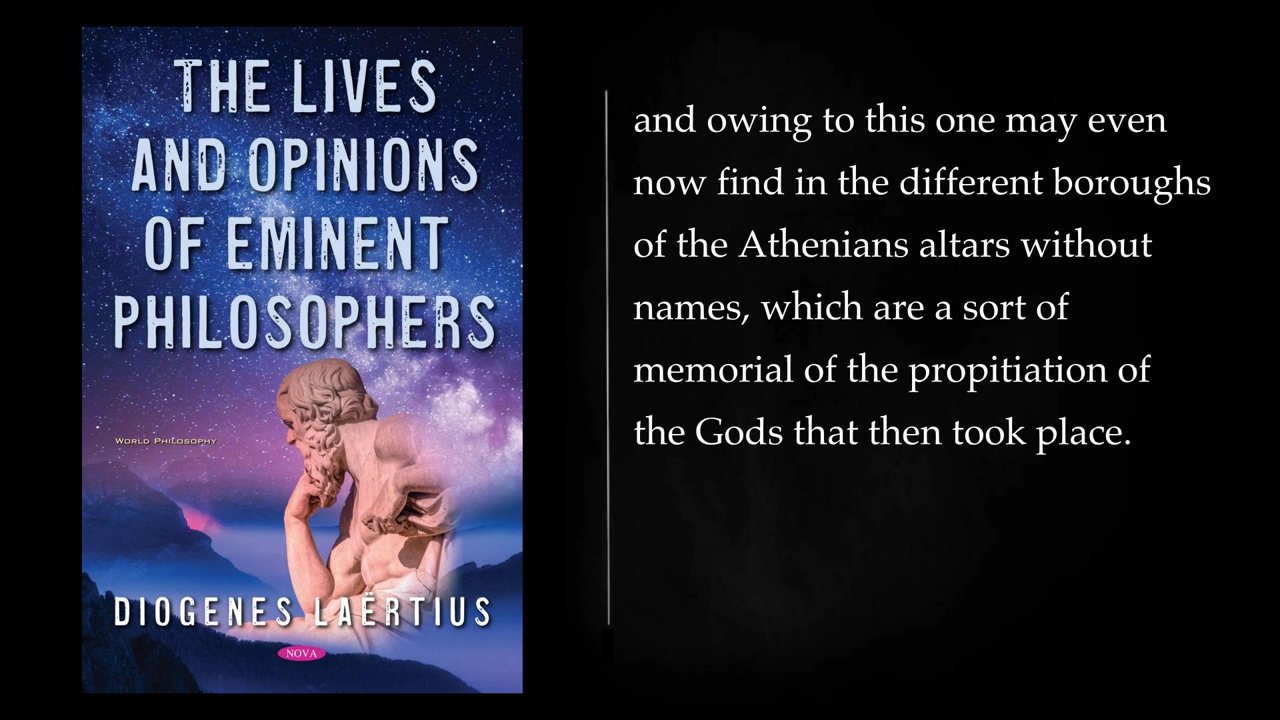 THE LIVES
AND OPINIONS
OF EMINENT
PHILOSOPHERS
WORLD PHILOSOPHY
DIOGENES LAËRTIUS
NOVA
and owing to this one may even
now find in the different boroughs
of the Athenians altars without
names, which are a sort of
memorial of the propitiation of
the Gods that then took place.